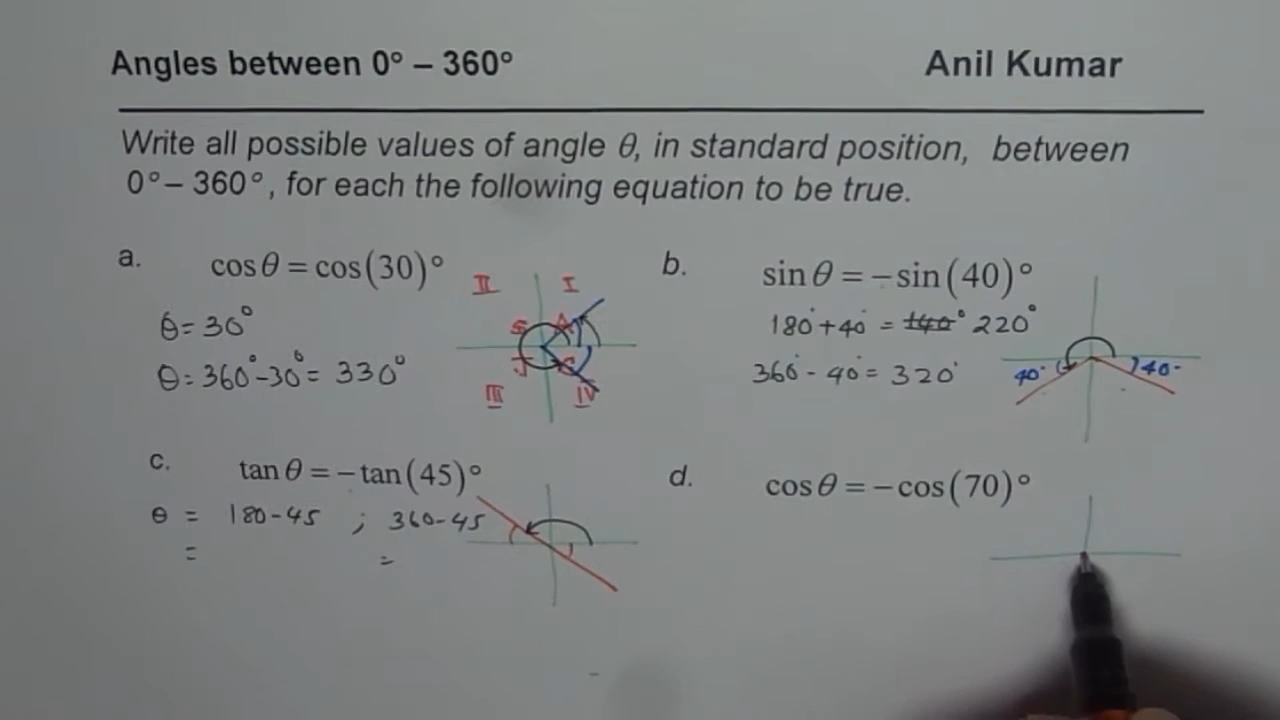 Angles between 0° – 360°
Anil Kumar
Write all possible values of angle θ, in standard position, between
0° – 360°, for each the following equation to be true.
a.
cos θ = cos(30)°
θ = 30°
θ = 360° - 30° = 330°
II I
S A
T C
III IV
b.
sin θ = – sin(40)°
180° + 40° = 140° 220°
360° - 40° = 320°
40° 40°
c.
tan θ = – tan(45)°
θ = 180 - 45 ; 360 - 45
= =
d.
cos θ = – cos(70)°